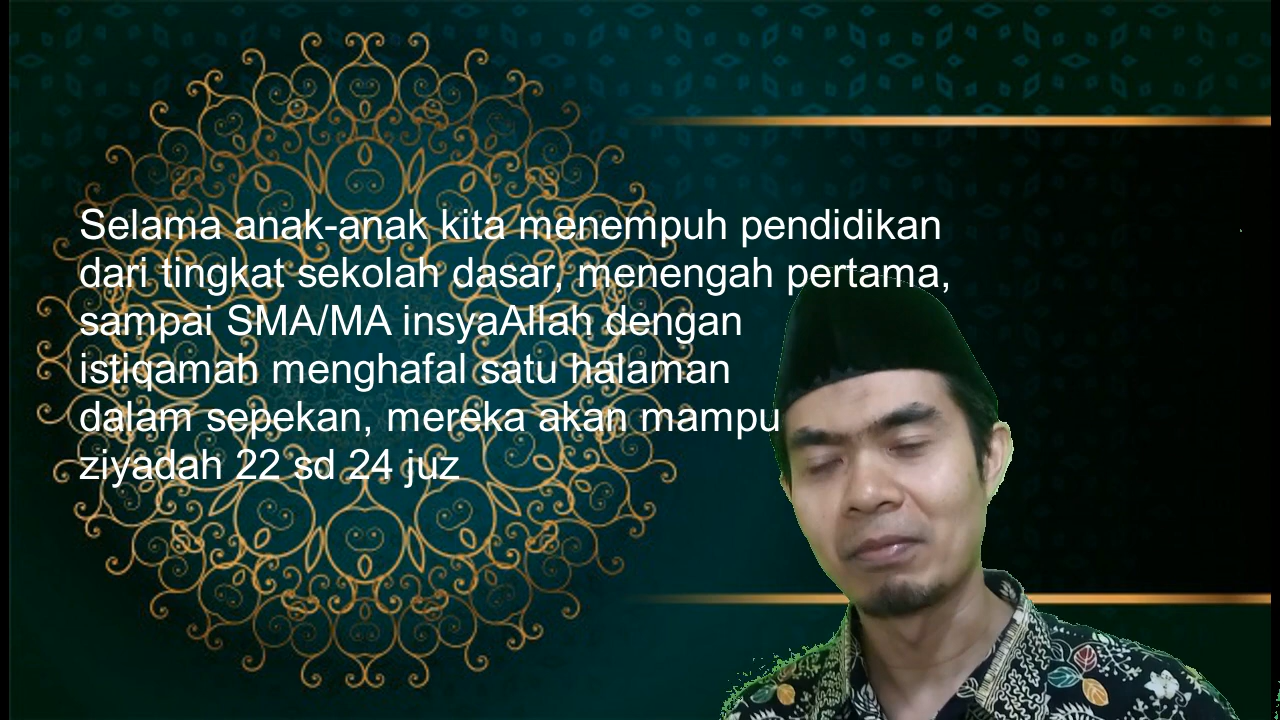 Selama anak-anak kita menempuh pendidikan
dari tingkat sekolah dasar, menengah pertama,
sampai SMA/MA insyaAllah dengan
istiqamah menghafal satu halaman
dalam sepekan, mereka akan mampu
ziyadah 22 sd 24 juz